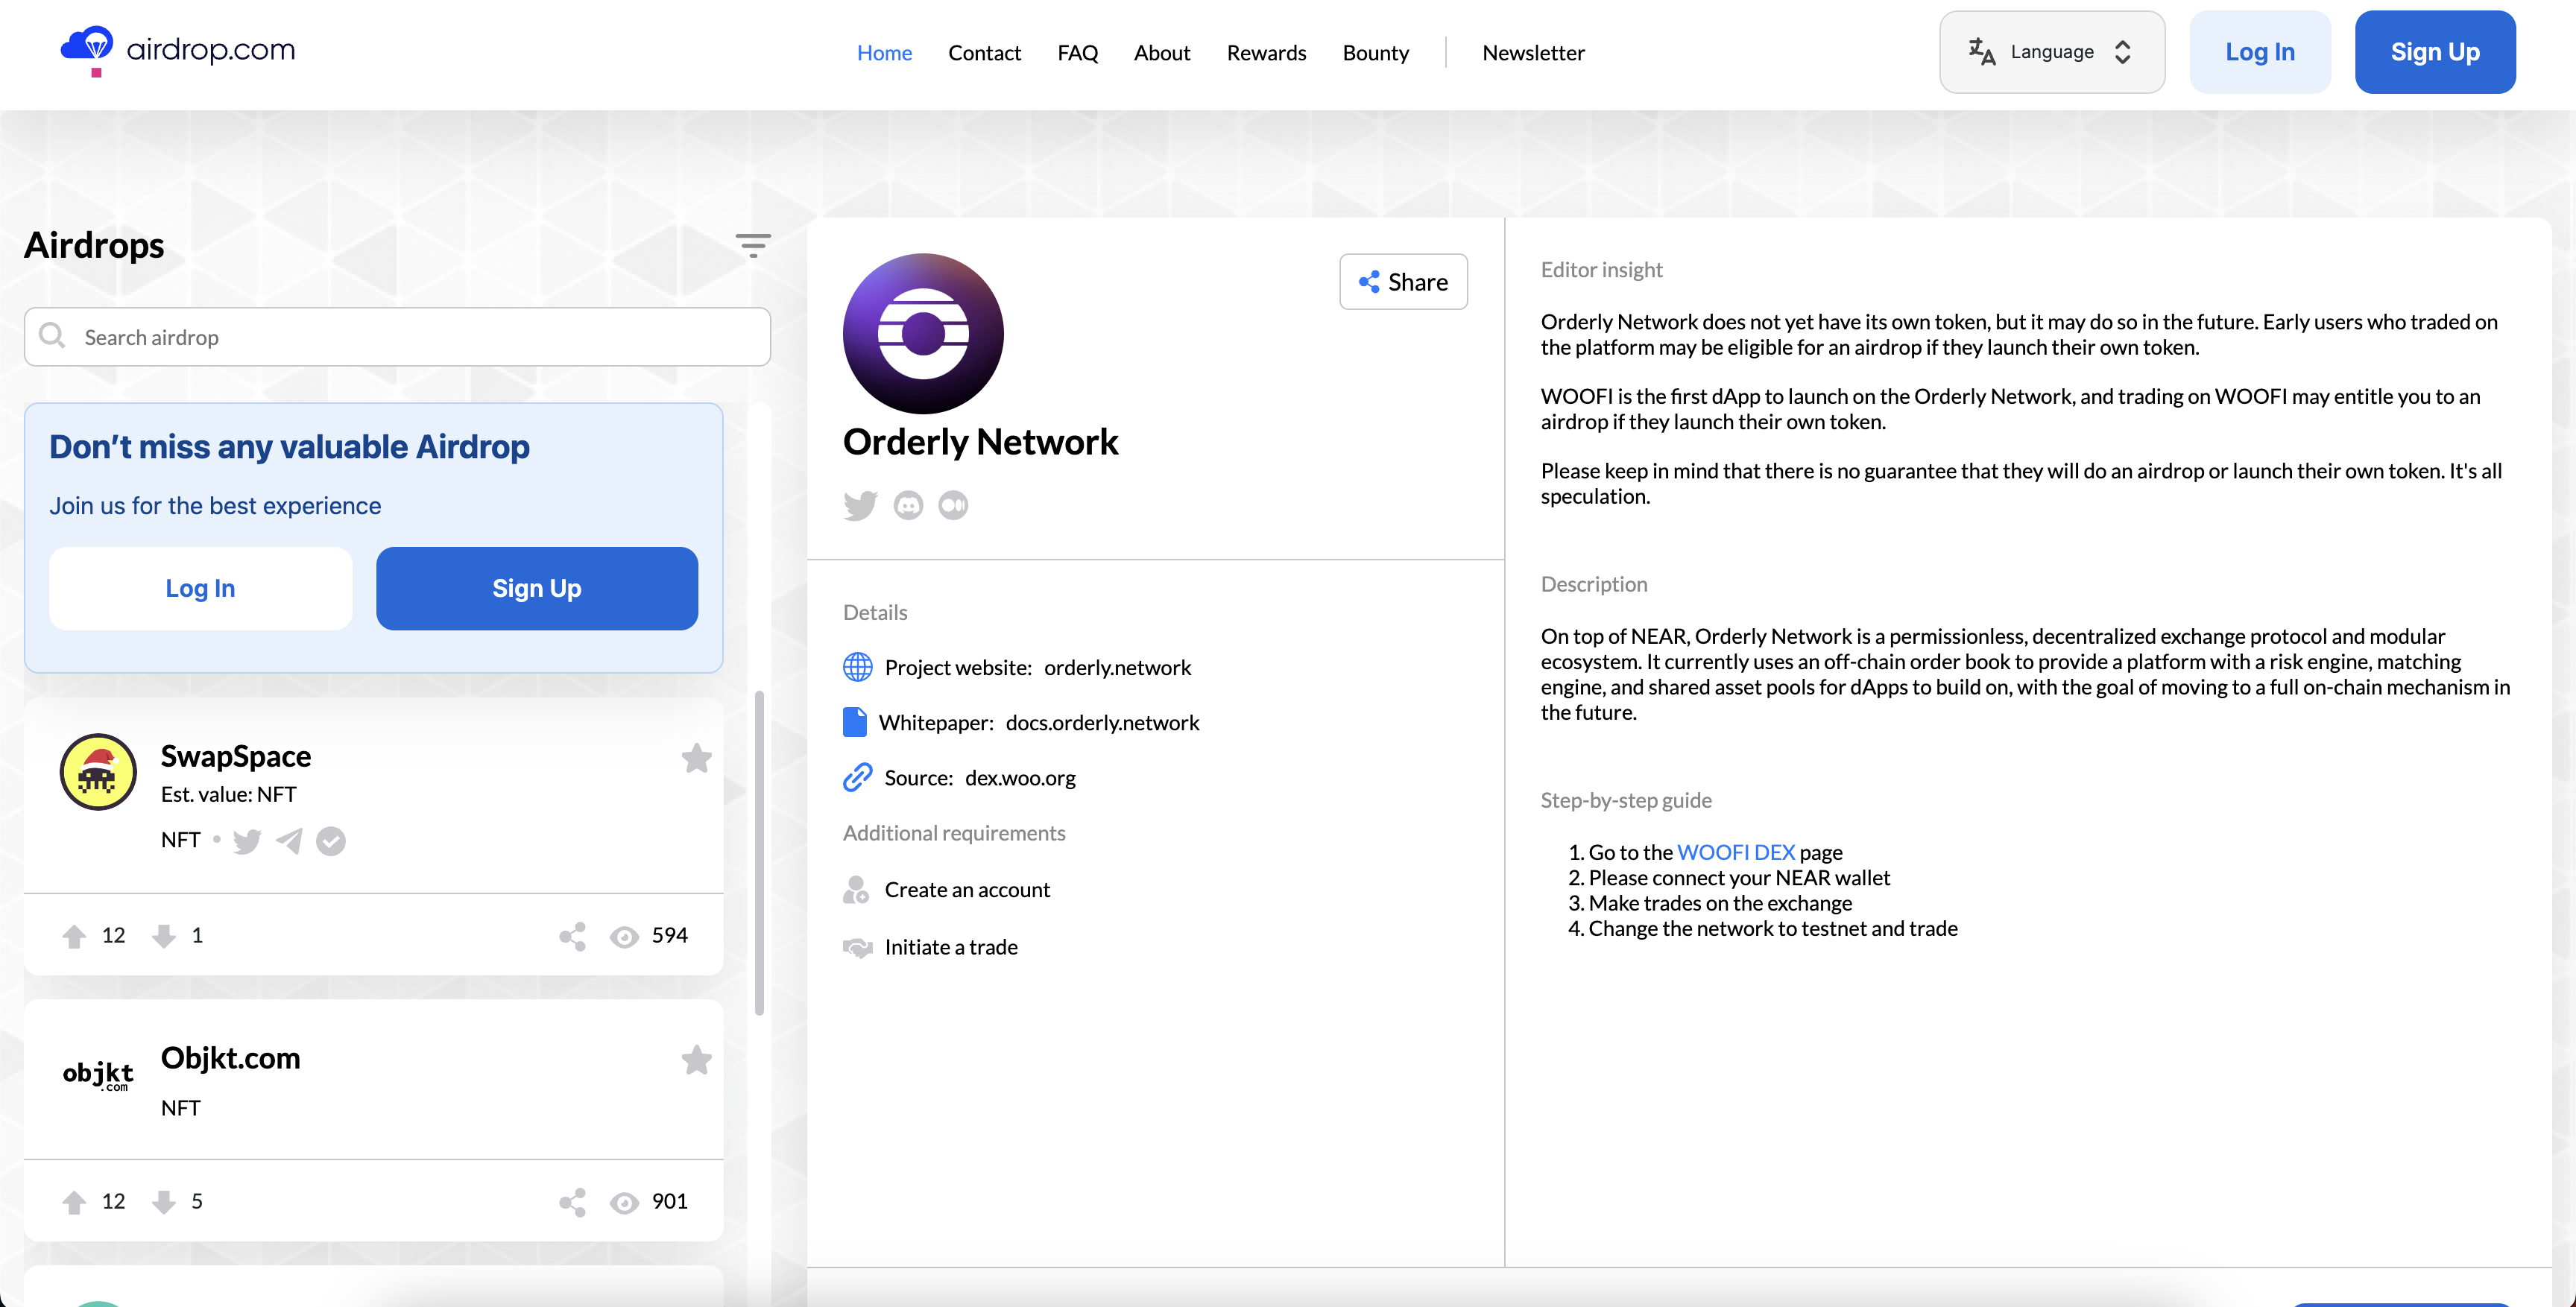 airdrop.com
Home Contact FAQ About Rewards Bounty Newsletter
Language
Log In
Sign Up
Airdrops
Search airdrop
Don't miss any valuable Airdrop
Join us for the best experience
Log In
Sign Up
SwapSpace
Est. value: NFT
NFT
12 1 594
objkt
.com
Objkt.com
NFT
12 5 901
Share
Orderly Network
Details
Project website: orderly.network
Whitepaper: docs.orderly.network
Source: dex.woo.org
Additional requirements
Create an account
Initiate a trade
Editor insight
Orderly Network does not yet have its own token, but it may do so in the future. Early users who traded on
the platform may be eligible for an airdrop if they launch their own token.
WOOFI is the first dApp to launch on the Orderly Network, and trading on WOOFI may entitle you to an
airdrop if they launch their own token.
Please keep in mind that there is no guarantee that they will do an airdrop or launch their own token. It's all
speculation.
Description
On top of NEAR, Orderly Network is a permissionless, decentralized exchange protocol and modular
ecosystem. It currently uses an off-chain order book to provide a platform with a risk engine, matching
engine, and shared asset pools for dApps to build on, with the goal of moving to a full on-chain mechanism in
the future.
Step-by-step guide
1. Go to the WOOFI DEX page
2. Please connect your NEAR wallet
3. Make trades on the exchange
4. Change the network to testnet and trade